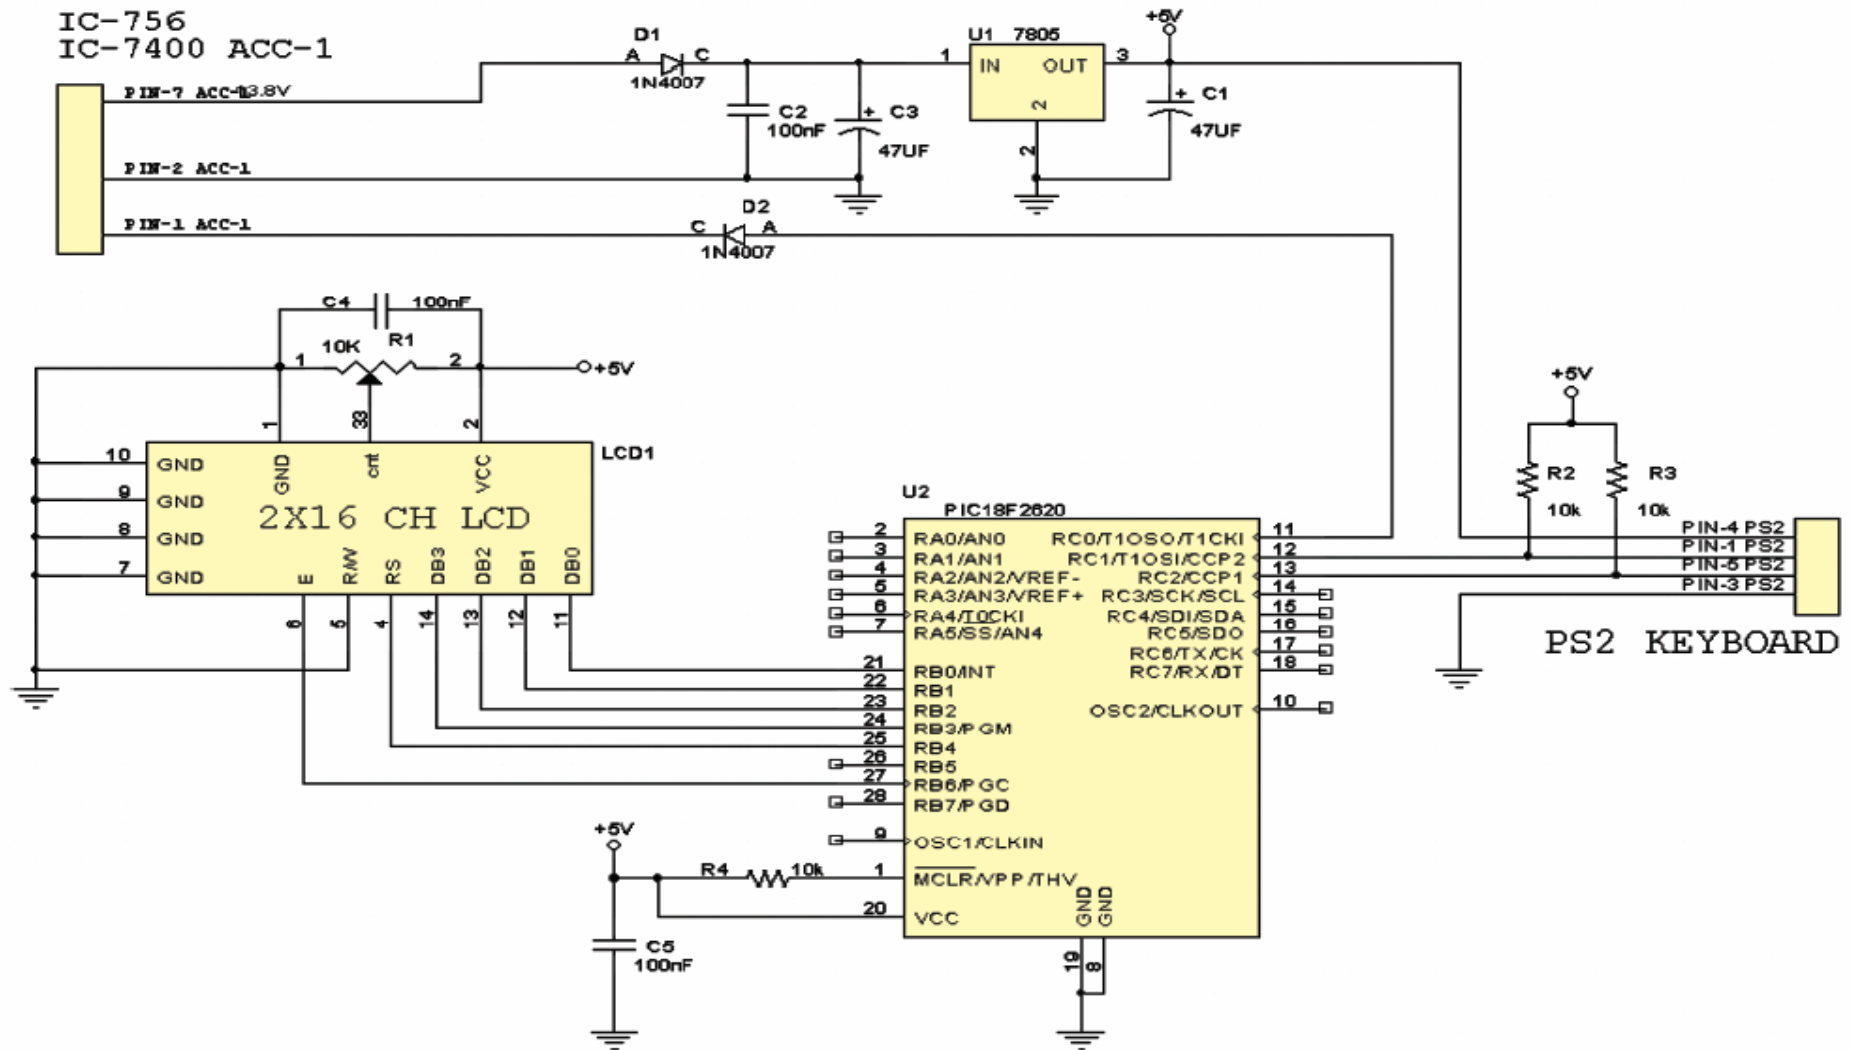 IC-756
IC-7400 ACC-1
PIN-7 ACC-1
13.8V
PIN-2 ACC-1
PIN-1 ACC-1
D1
A C
1N4007
C2
100nF
+ C3
47UF
U1 7805
1 IN OUT 3
2
2
+5V
+ C1
47UF
D2
C A
1N4007
C4 100nF
10K R1
1 2
+5V
1 33 2
LCD1
GND cnt VCC
10 GND
9 GND
8 GND
7 GND
2X16 CH LCD
E R/W RS DB3 DB2 DB1 DB0
6 5 4 14 13 12 11
U2
PIC18F2620
2 RA0/AN0
3 RA1/AN1
4 RA2/AN2/VREF-
5 RA3/AN3/VREF+
6 RA4/T0CKI
7 RA5/SS/AN4
21 RB0/INT
22 RB1
23 RB2
24 RB3/PGM
25 RB4
26 RB5
27 RB6/PGC
28 RB7/PGD
9 OSC1/CLKIN
1 MCLR/VPP/THV
20 VCC
RC0/T1OSO/T1CKI 11
RC1/T1OSI/CCP2 12
RC2/CCP1 13
RC3/SCK/SCL 14
RC4/SDI/SDA 15
RC5/SDO 16
RC6/TX/CK 17
RC7/RX/DT 18
OSC2/CLKOUT 10
GND GND
19 8
+5V
R4 10k
C5
100nF
+5V
R2
10k
R3
10k
PIN-4 PS2
PIN-1 PS2
PIN-5 PS2
PIN-3 PS2
PS2 KEYBOARD